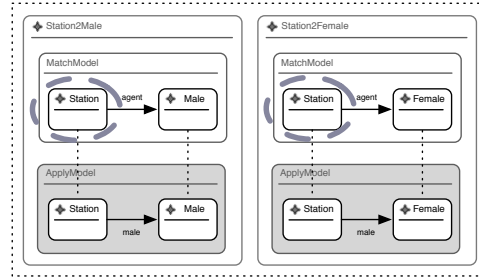 Station2Male
MatchModel
Station
agent
Male
ApplyModel
Station
male
Male
Station2Female
MatchModel
Station
agent
Female
ApplyModel
Station
male
Female